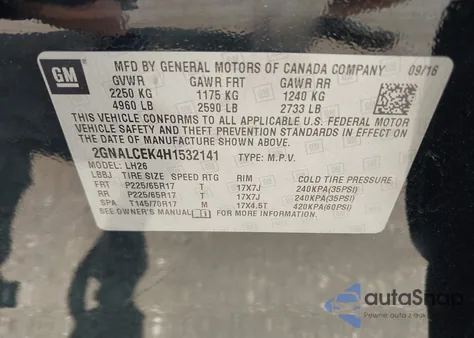 GM
MFD BY GENERAL MOTORS OF CANADA COMPANY 09/16
GVWR GAWR FRT GAWR RR
2250 KG 1175 KG 1240 KG
4960 LB 2590 LB 2733 LB
THIS VEHICLE CONFORMS TO ALL APPLICABLE U.S. FEDERAL MOTOR
VEHICLE SAFETY AND THEFT PREVENTION STANDARDS IN EFFECT ON
THE DATE OF MANUFACTURE SHOWN ABOVE.
2GNALCEK4H1532141 TYPE: M.P.V.
MODEL: LH26
LBBJ TIRE SIZE SPEED RTG RIM COLD TIRE PRESSURE
FRT P225/65R17 T 17X7J 240KPA(35PSI)
RR P225/65R17 T 17X7J 240KPA(35PSI)
SPA T145/70R17 M 17X4.5T 420KPA(60PSI)
SEE OWNER'S MANUAL
autaShop
Pewne auto z usa